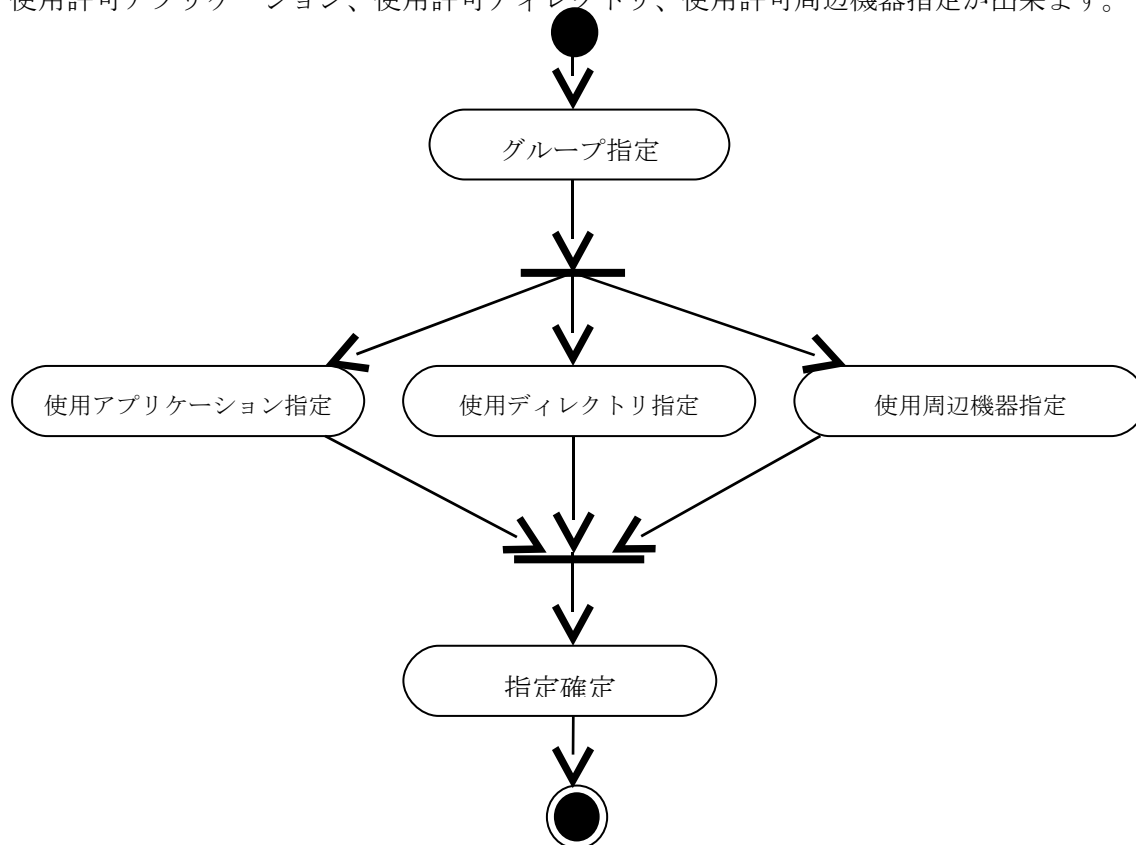 使用許可アプリケーション、使用許可ディレクトリ、使用許可周辺機器指定が出来ます。
グループ指定
使用アプリケーション指定
使用ディレクトリ指定
使用周辺機器指定
指定確定